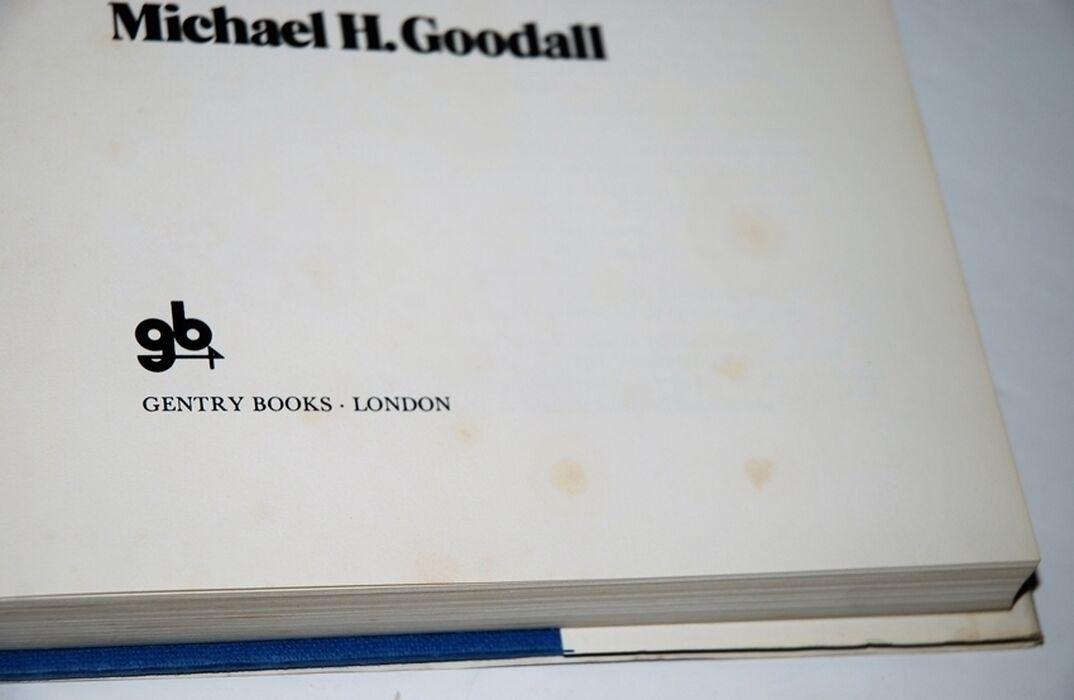 Michael H. Goodall
gb
GENTRY BOOKS · LONDON